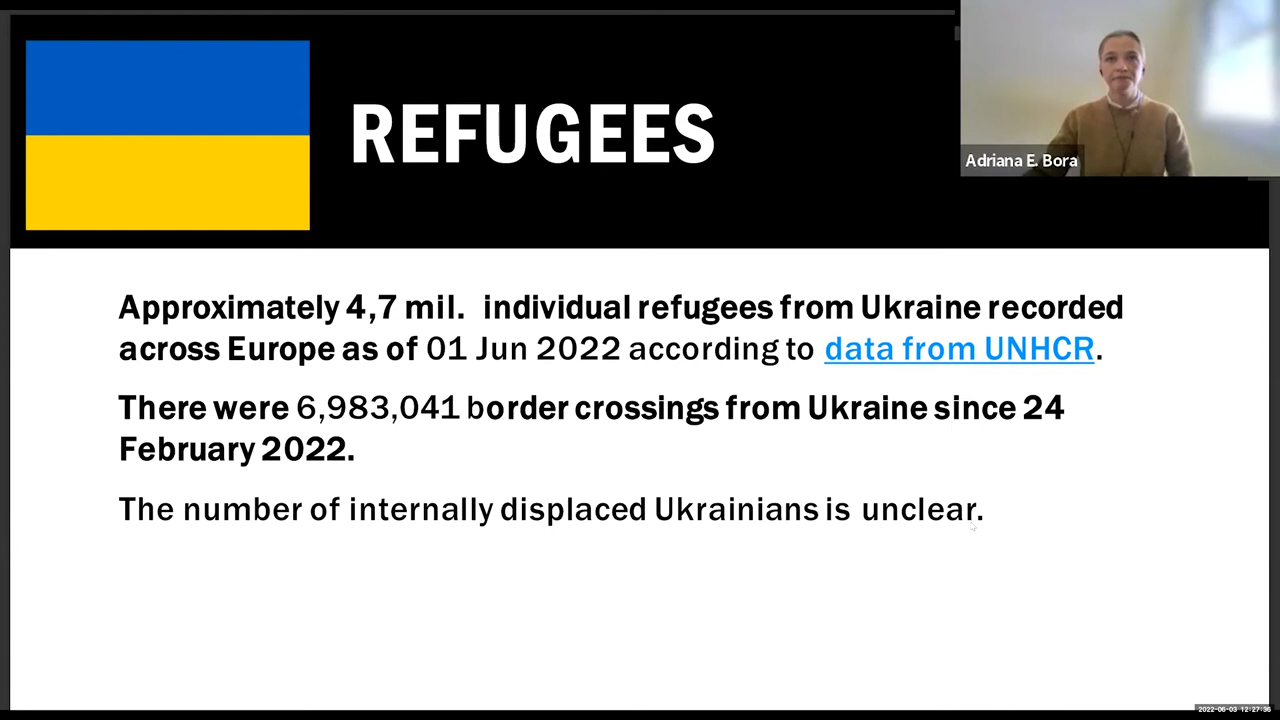 REFUGEES
Adriana E. Bora
Approximately 4,7 mil. individual refugees from Ukraine recorded
across Europe as of 01 Jun 2022 according to data from UNHCR.
There were 6,983,041 border crossings from Ukraine since 24
February 2022.
The number of internally displaced Ukrainians is unclear.
2022-06-03 12:27:36